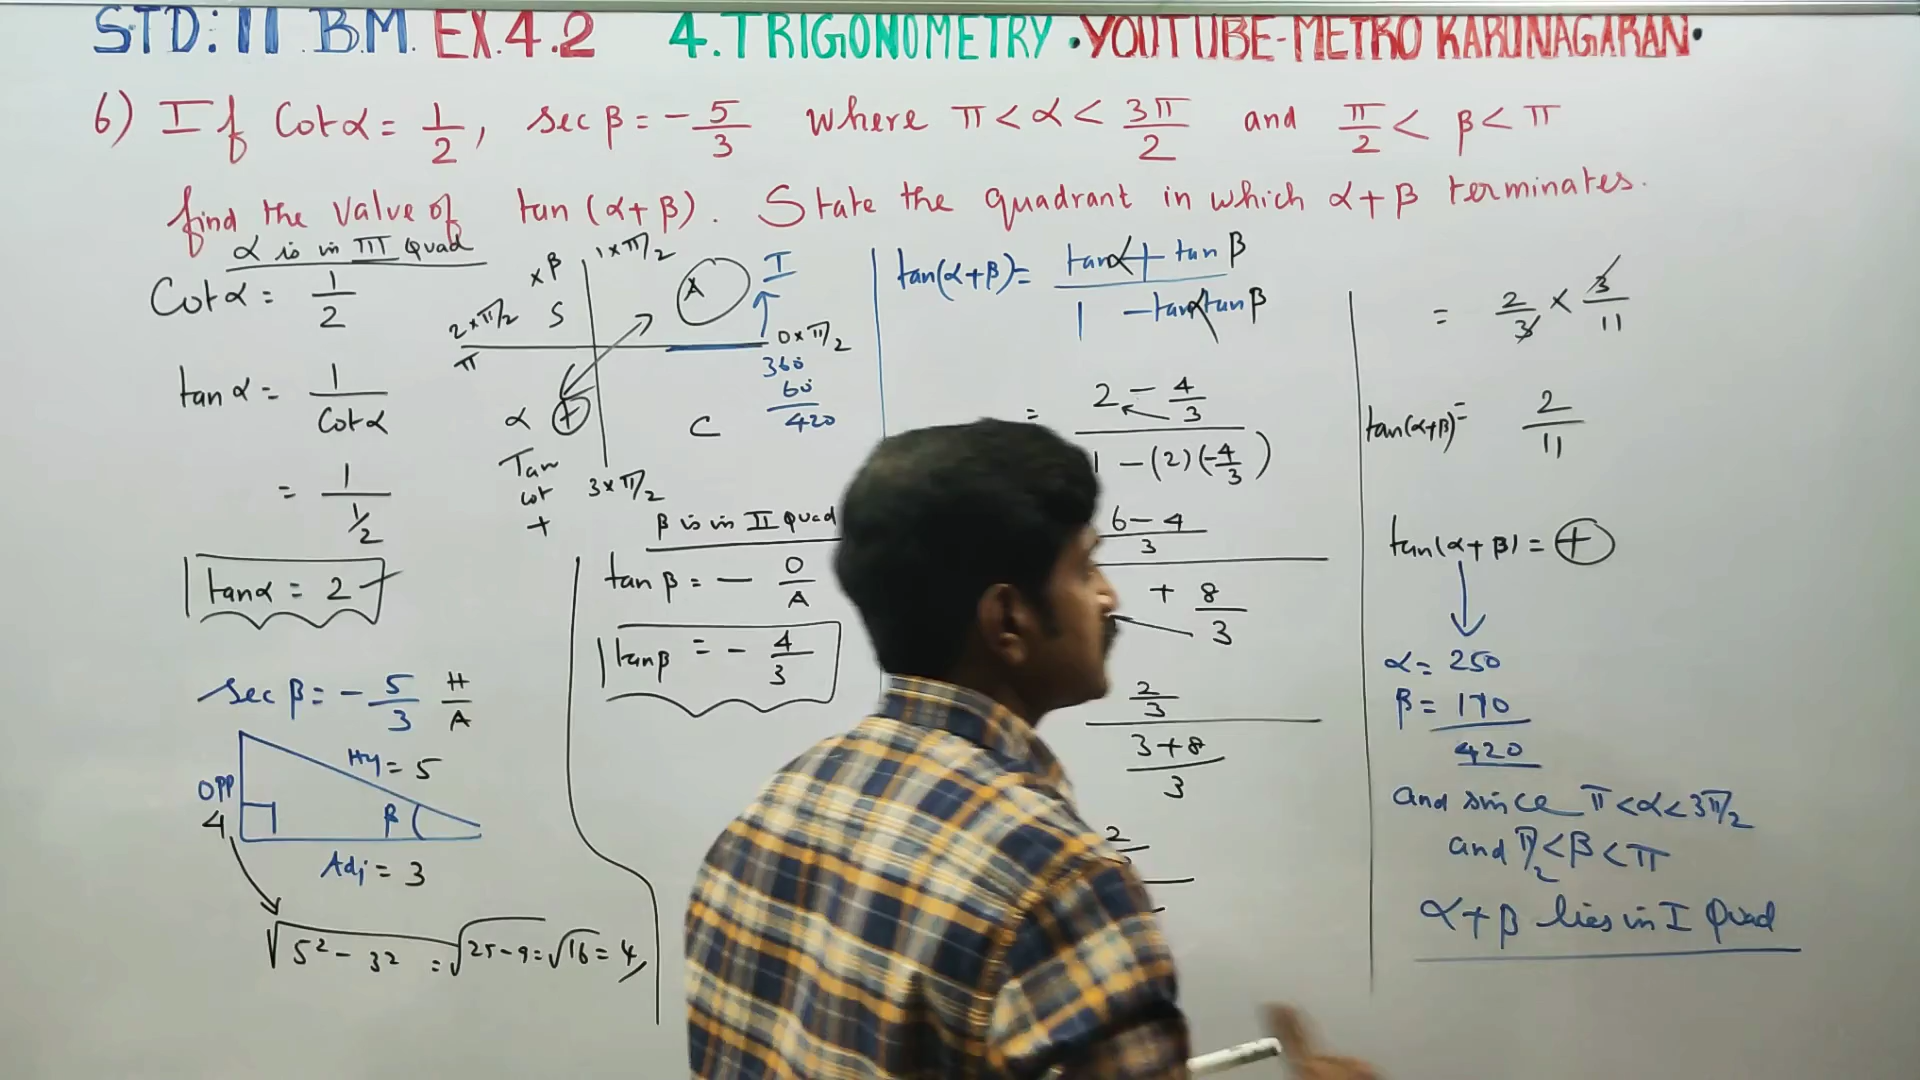 STD: 11 B.M. EX.4.2 4. TRIGONOMETRY • YOUTUBE-METRO KARUNAGARAN•
6) If Cot α = 1/2, sec β = - 5/3 where π < α < 3π/2 and π/2 < β < π
find the value of tan (α + β). State the quadrant in which α + β terminates.
α is in III Quad
Cot α = 1/2
tan α = 1/Cot α
= 1/(1/2)
tan α = 2
sec β = - 5/3 H/A
Hy = 5
OPP
4
β
Adj = 3
√5² - 3² = √25-9 = √16 = 4
× β
1 × π/2
I
S
A
2 × π/2
π
0 × π/2
360
60
420
α +
C
Tan
cot
+
3 × π/2
β is in II Quad
tan β = - O/A
tan β = - 4/3
tan(α+β) = (tan α + tan β)/(1 - tan α tan β)
= (2 - 4/3)/(1 - (2)(-4/3))
(6 - 4)/3
+ 8/3
2/3
(3+8)/3
2
= 2/3 × 3/11
tan(α+β) = 2/11
tan(α + β) = +
α = 250
β = 170
420
and since π < α < 3π/2
and π/2 < β < π
α + β lies in I Quad